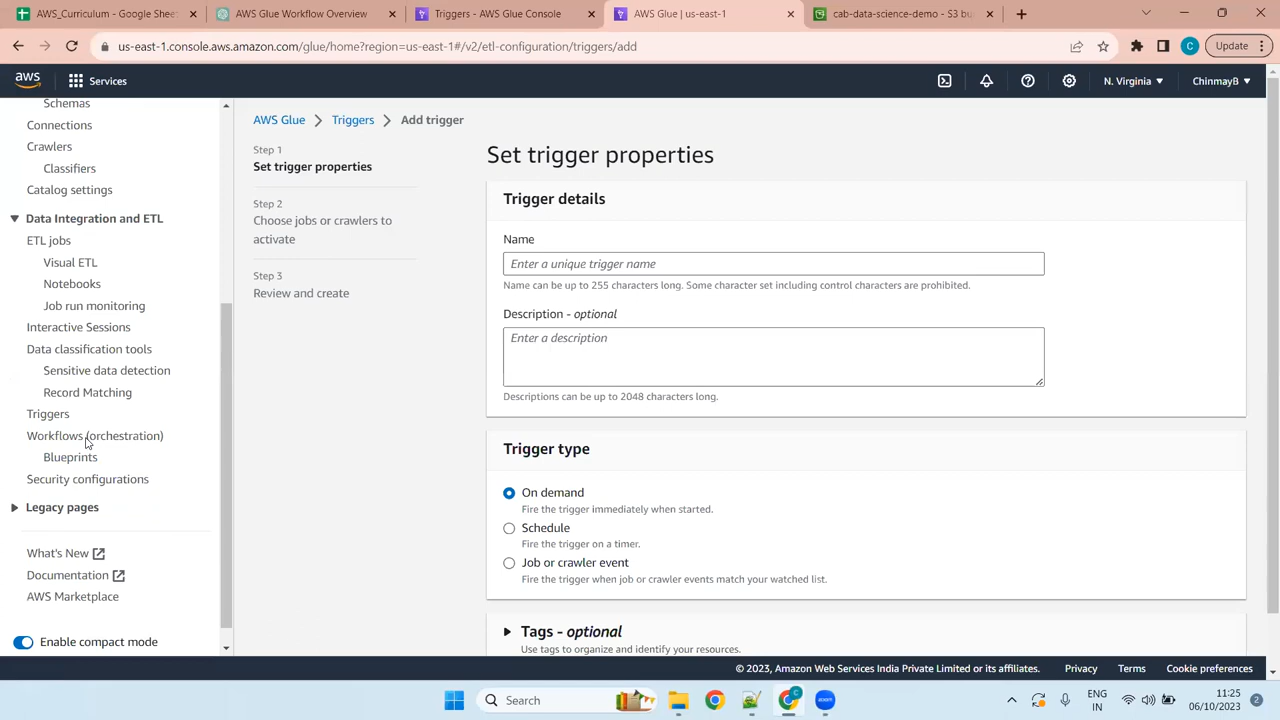 AWS_Curriculum - Google Sheet
AWS Glue Workflow Overview
Triggers - AWS Glue Console
AWS Glue | us-east-1
cab-data-science-demo - S3 bu
us-east-1.console.aws.amazon.com/glue/home?region=us-east-1#/v2/etl-configuration/triggers/add
C
Update
aws
Services
N. Virginia
ChinmayB
Schemas
Connections
Crawlers
Classifiers
Catalog settings
Data Integration and ETL
ETL jobs
Visual ETL
Notebooks
Job run monitoring
Interactive Sessions
Data classification tools
Sensitive data detection
Record Matching
Triggers
Workflows (orchestration)
Blueprints
Security configurations
Legacy pages
What's New
Documentation
AWS Marketplace
Enable compact mode
AWS Glue
Triggers
Add trigger
Step 1
Set trigger properties
Step 2
Choose jobs or crawlers to
activate
Step 3
Review and create
Set trigger properties
Trigger details
Name
Enter a unique trigger name
Name can be up to 255 characters long. Some character set including control characters are prohibited.
Description - optional
Enter a description
Descriptions can be up to 2048 characters long.
Trigger type
On demand
Fire the trigger immediately when started.
Schedule
Fire the trigger on a timer.
Job or crawler event
Fire the trigger when job or crawler events match your watched list.
Tags - optional
Use tags to organize and identify your resources.
© 2023, Amazon Web Services India Private Limited or its affiliates.
Privacy
Terms
Cookie preferences
Search
zoom
ENG
IN
11:25
06/10/2023
2